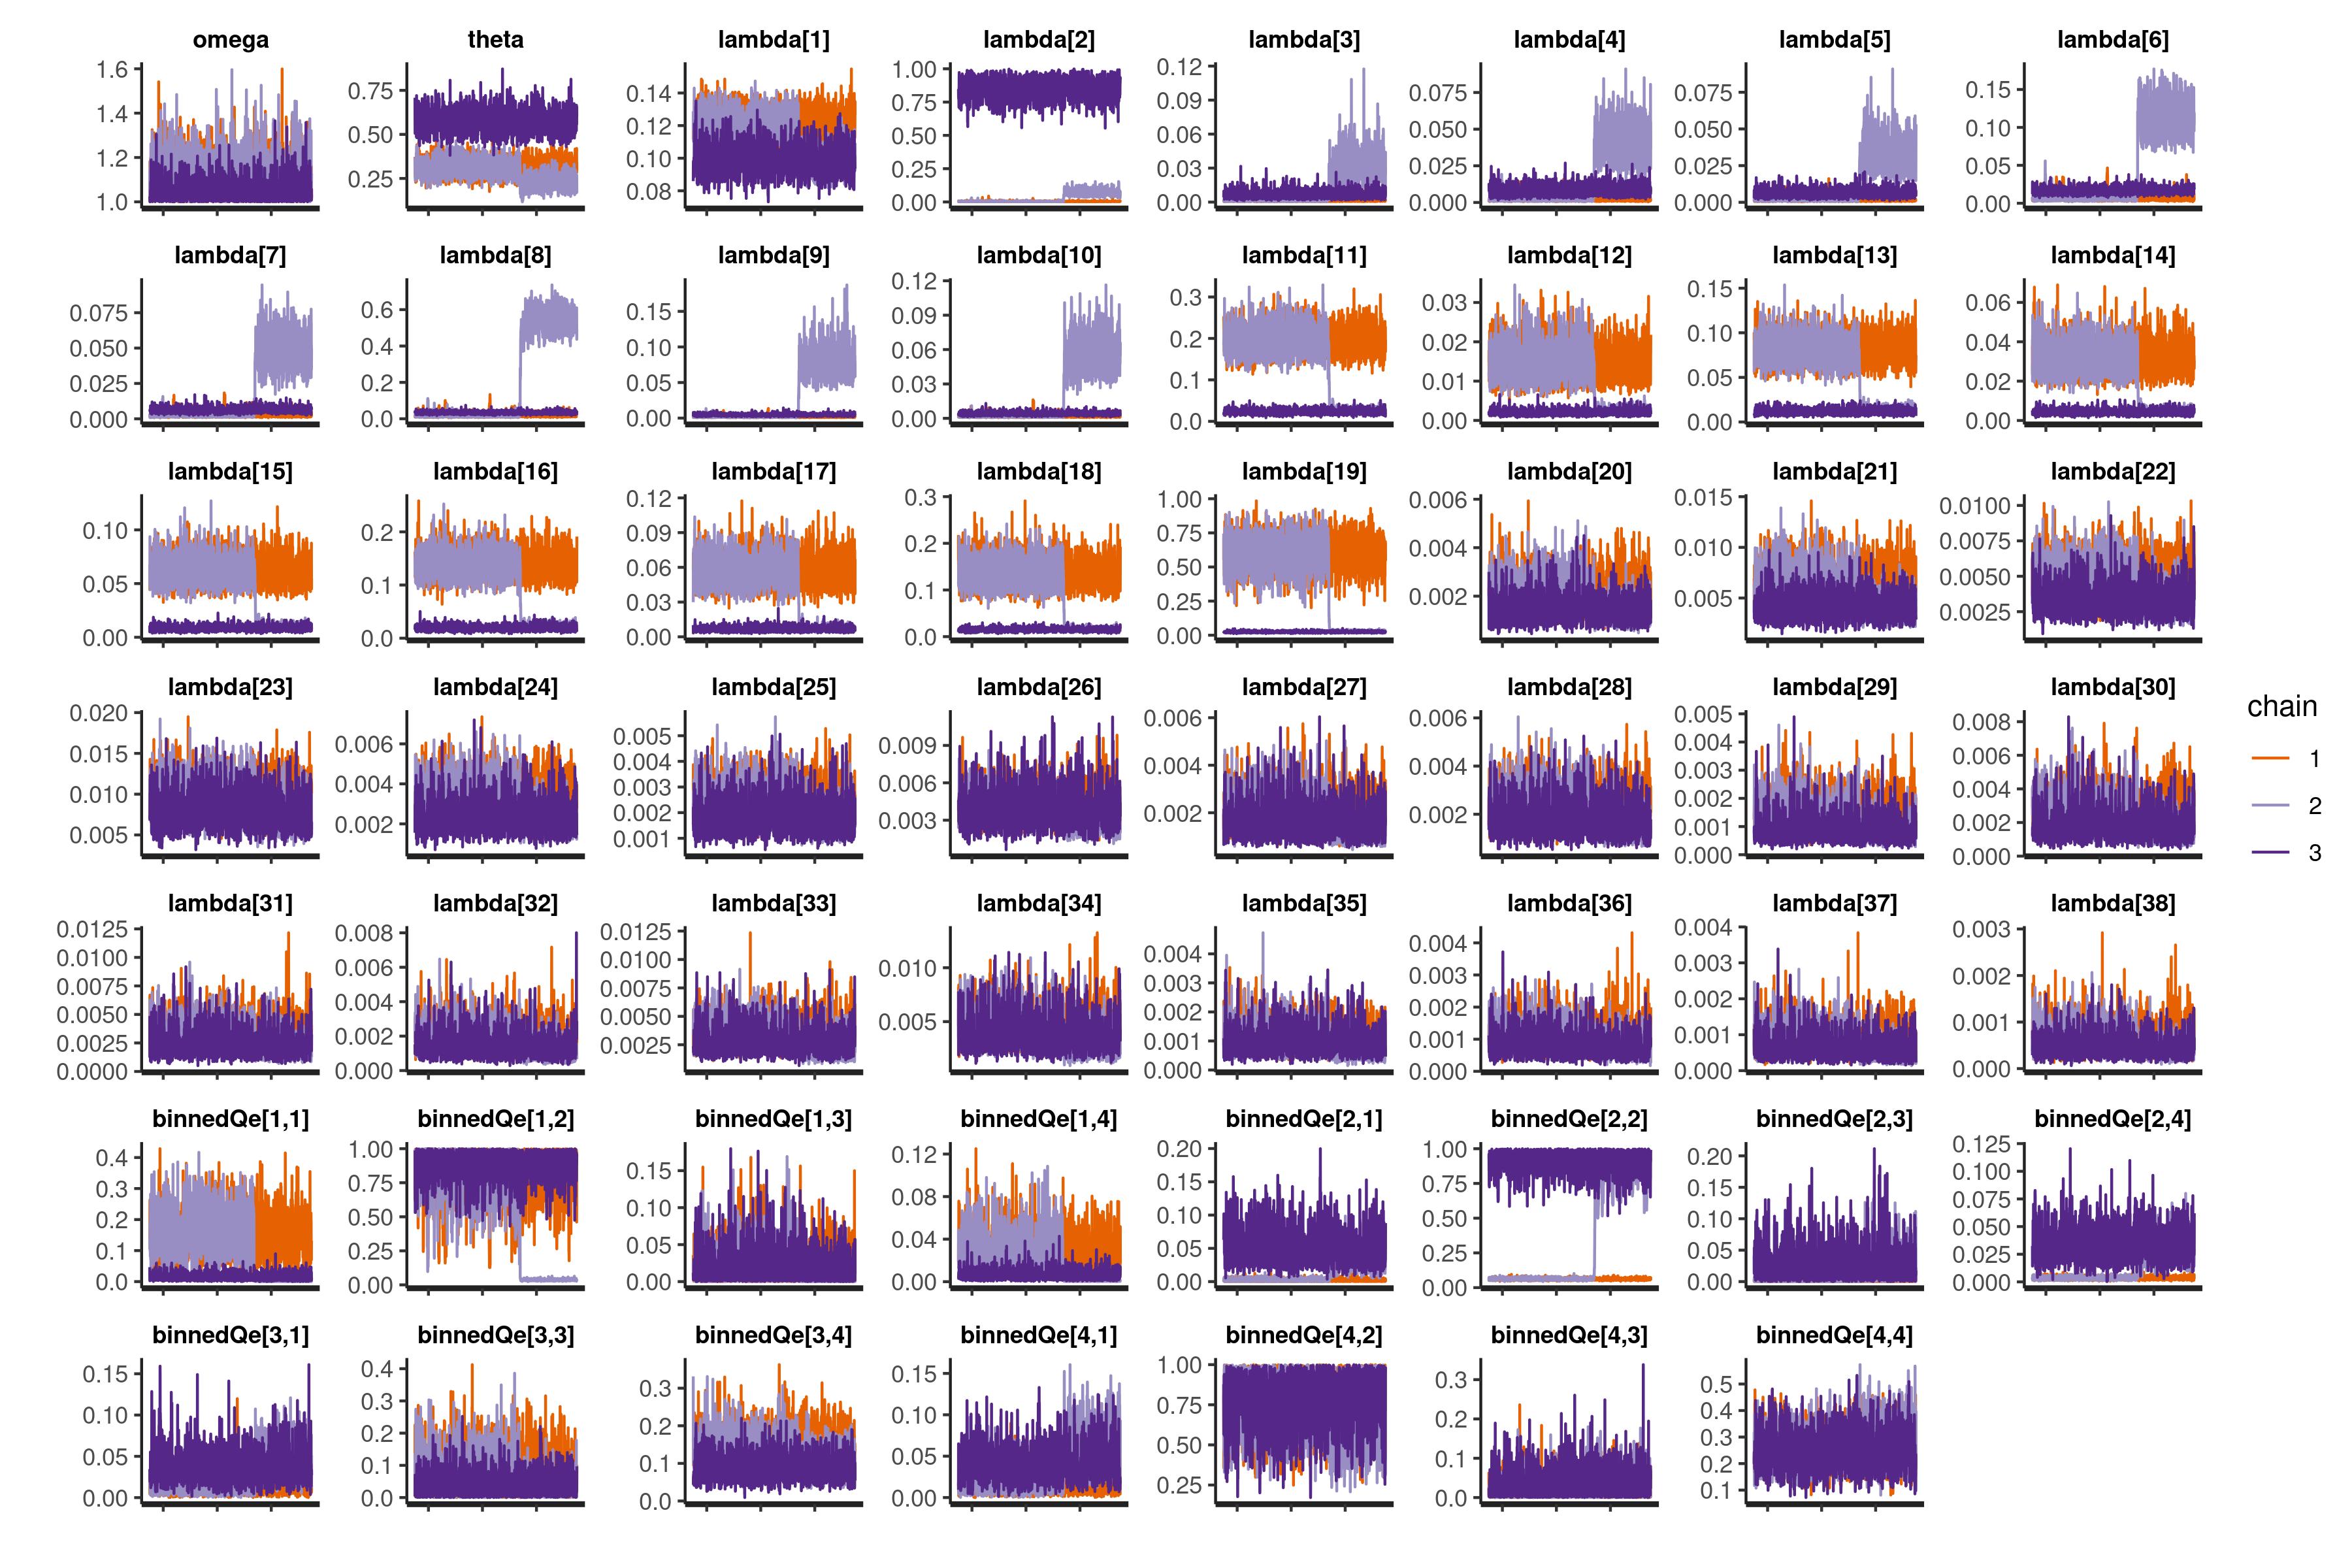 omega theta lambda[1] lambda[2] lambda[3] lambda[4] lambda[5] lambda[6]
1.6 1.4 1.2 1.0
0.75 0.50 0.25
0.14 0.12 0.10 0.08
1.00 0.75 0.50 0.25 0.00
0.12 0.09 0.06 0.03 0.00
0.075 0.050 0.025 0.000
0.075 0.050 0.025 0.000
0.15 0.10 0.05 0.00
lambda[7] lambda[8] lambda[9] lambda[10] lambda[11] lambda[12] lambda[13] lambda[14]
0.075 0.050 0.025 0.000
0.6 0.4 0.2 0.0
0.15 0.10 0.05 0.00
0.12 0.09 0.06 0.03 0.00
0.3 0.2 0.1 0.0
0.03 0.02 0.01 0.00
0.15 0.10 0.05 0.00
0.06 0.04 0.02 0.00
lambda[15] lambda[16] lambda[17] lambda[18] lambda[19] lambda[20] lambda[21] lambda[22]
0.10 0.05 0.00
0.2 0.1 0.0
0.12 0.09 0.06 0.03 0.00
0.3 0.2 0.1 0.0
1.00 0.75 0.50 0.25 0.00
0.006 0.004 0.002
0.015 0.010 0.005
0.0100 0.0075 0.0050 0.0025
lambda[23] lambda[24] lambda[25] lambda[26] lambda[27] lambda[28] lambda[29] lambda[30]
0.020 0.015 0.010 0.005
0.006 0.004 0.002
0.005 0.004 0.003 0.002 0.001
0.009 0.006 0.003
0.006 0.004 0.002
0.006 0.004 0.002
0.005 0.004 0.003 0.002 0.001 0.000
0.008 0.006 0.004 0.002 0.000
chain
1
2
3
lambda[31] lambda[32] lambda[33] lambda[34] lambda[35] lambda[36] lambda[37] lambda[38]
0.0125 0.0100 0.0075 0.0050 0.0025 0.0000
0.008 0.006 0.004 0.002 0.000
0.0125 0.0100 0.0075 0.0050 0.0025
0.010 0.005
0.004 0.003 0.002 0.001 0.000
0.004 0.003 0.002 0.001 0.000
0.004 0.003 0.002 0.001 0.000
0.003 0.002 0.001 0.000
binnedQe[1,1] binnedQe[1,2] binnedQe[1,3] binnedQe[1,4] binnedQe[2,1] binnedQe[2,2] binnedQe[2,3] binnedQe[2,4]
0.4 0.3 0.2 0.1 0.0
1.00 0.75 0.50 0.25 0.00
0.15 0.10 0.05 0.00
0.12 0.08 0.04 0.00
0.20 0.15 0.10 0.05 0.00
1.00 0.75 0.50 0.25 0.00
0.20 0.15 0.10 0.05 0.00
0.125 0.100 0.075 0.050 0.025 0.000
binnedQe[3,1] binnedQe[3,3] binnedQe[3,4] binnedQe[4,1] binnedQe[4,2] binnedQe[4,3] binnedQe[4,4]
0.15 0.10 0.05 0.00
0.4 0.3 0.2 0.1 0.0
0.3 0.2 0.1 0.0
0.15 0.10 0.05 0.00
1.00 0.75 0.50 0.25
0.3 0.2 0.1 0.0
0.5 0.4 0.3 0.2 0.1